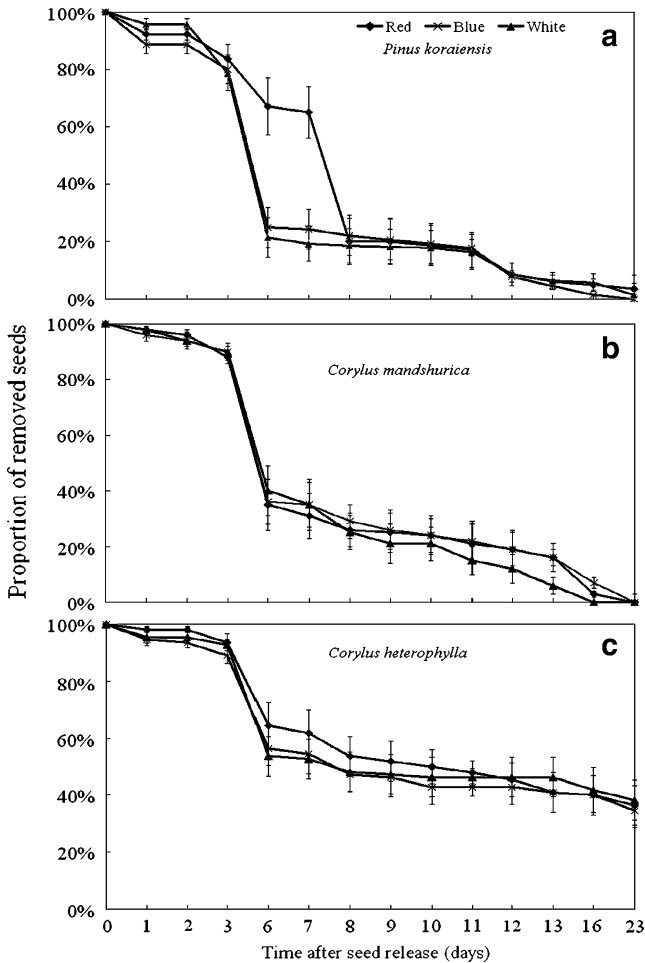 Proportion of removed seeds
100%
80%
60%
40%
20%
0%
Red Blue White
a
Pinus koraiensis
100%
80%
60%
40%
20%
0%
b
Corylus mandshurica
100%
80%
60%
40%
20%
0%
c
Corylus heterophylla
0 1 2 3 6 7 8 9 10 11 12 13 16 23
Time after seed release (days)